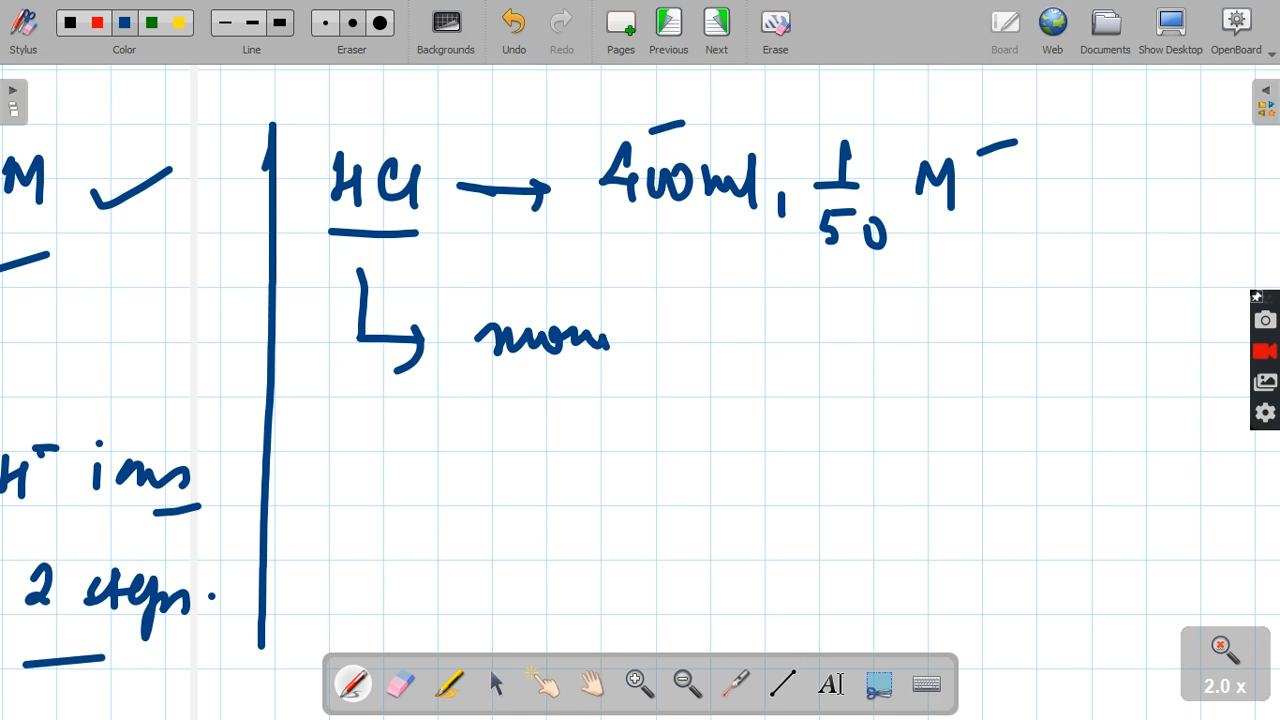 Stylus Color Line Eraser Backgrounds Undo Redo Pages Previous Next Erase Board Web Documents Show Desktop OpenBoard
M
HCl → 400ml, 1/50 M
H⁻ ions
2 steps.
2.0 x